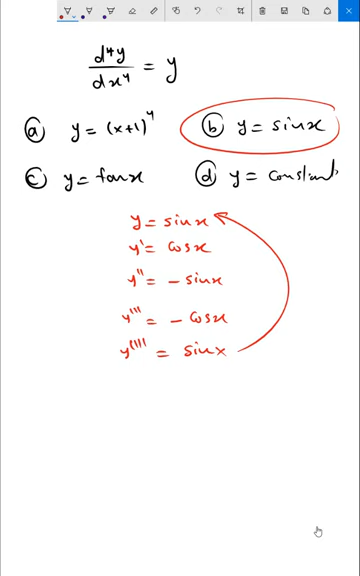 d⁴y/dx⁴ = y
ⓐ y = (x+1)⁴ ⓑ y = sinx
ⓒ y = tanx ⓓ y = constant
y = sinx
y' = cosx
y'' = - sinx
y''' = - cosx
y'''' = sinx